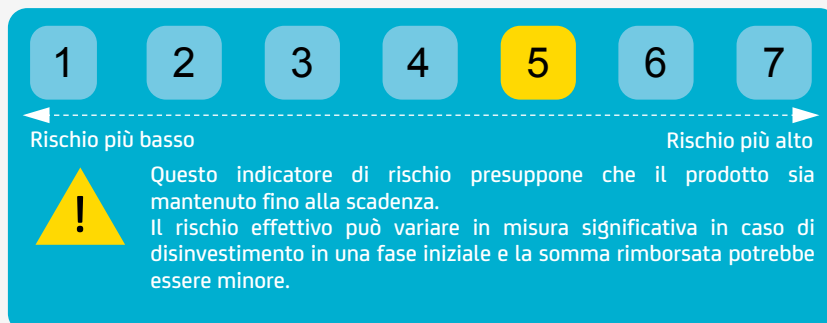 1 2 3 4 5 6 7
Rischio più basso Rischio più alto
!
Questo indicatore di rischio presuppone che il prodotto sia
mantenuto fino alla scadenza.
Il rischio effettivo può variare in misura significativa in caso di
disinvestimento in una fase iniziale e la somma rimborsata potrebbe
essere minore.